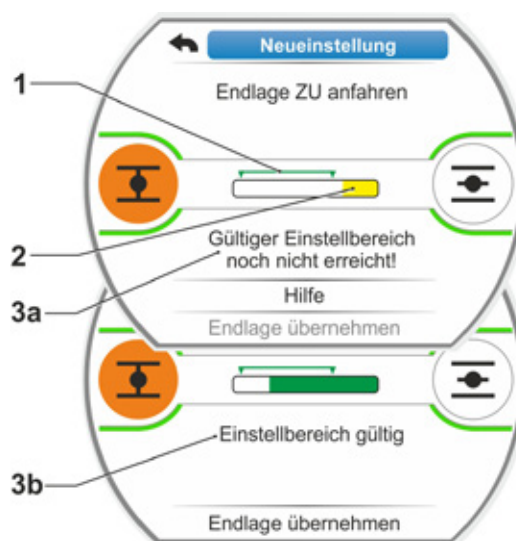 Neueinstellung
1
Endlage ZU anfahren
2
Gültiger Einstellbereich
noch nicht erreicht!
3a
Hilfe
Endlage übernehmen
Einstellbereich gültig
3b
Endlage übernehmen